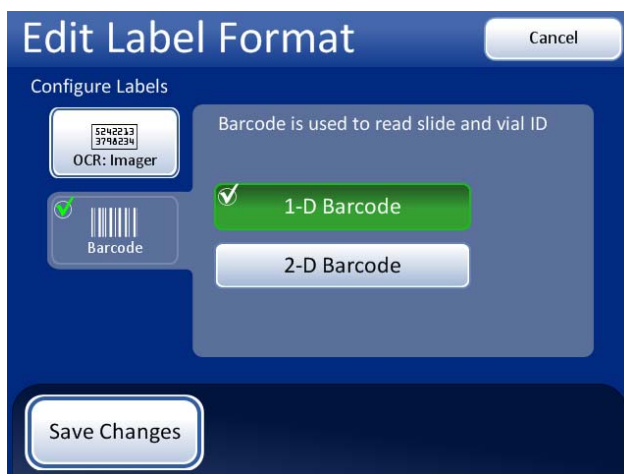 Edit Label Format
Cancel
Configure Labels
5242213
3798234
OCR: Imager
Barcode
Barcode is used to read slide and vial ID
1-D Barcode
2-D Barcode
Save Changes